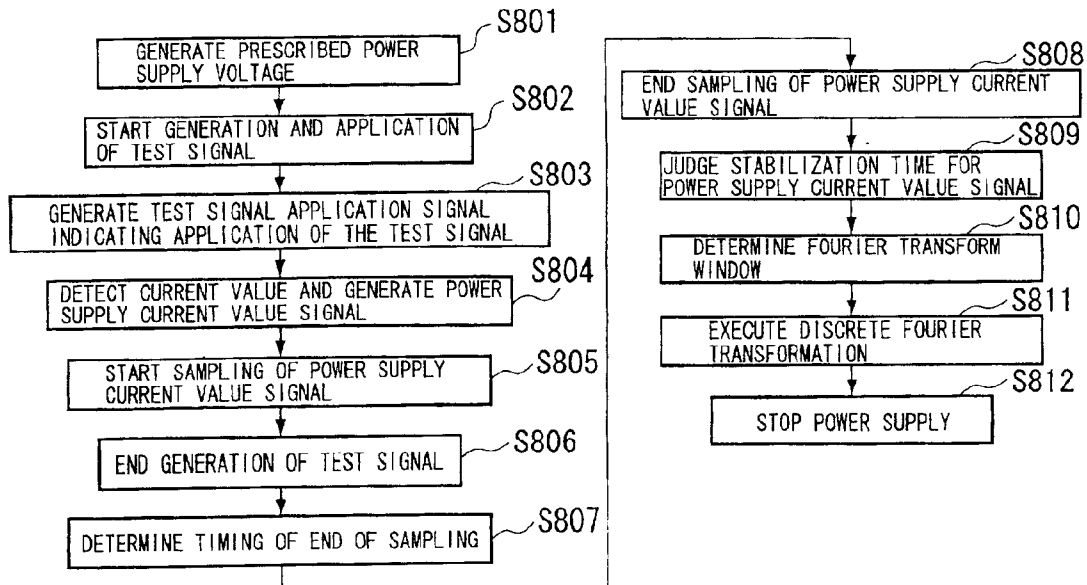 S801
GENERATE PRESCRIBED POWER
SUPPLY VOLTAGE
S802
START GENERATION AND APPLICATION
OF TEST SIGNAL
S803
GENERATE TEST SIGNAL APPLICATION SIGNAL
INDICATING APPLICATION OF THE TEST SIGNAL
S804
DETECT CURRENT VALUE AND GENERATE POWER
SUPPLY CURRENT VALUE SIGNAL
S805
START SAMPLING OF POWER SUPPLY
CURRENT VALUE SIGNAL
S806
END GENERATION OF TEST SIGNAL
S807
DETERMINE TIMING OF END OF SAMPLING
S808
END SAMPLING OF POWER SUPPLY CURRENT
VALUE SIGNAL
S809
JUDGE STABILIZATION TIME FOR
POWER SUPPLY CURRENT VALUE SIGNAL
S810
DETERMINE FOURIER TRANSFORM
WINDOW
S811
EXECUTE DISCRETE FOURIER
TRANSFORMATION
S812
STOP POWER SUPPLY